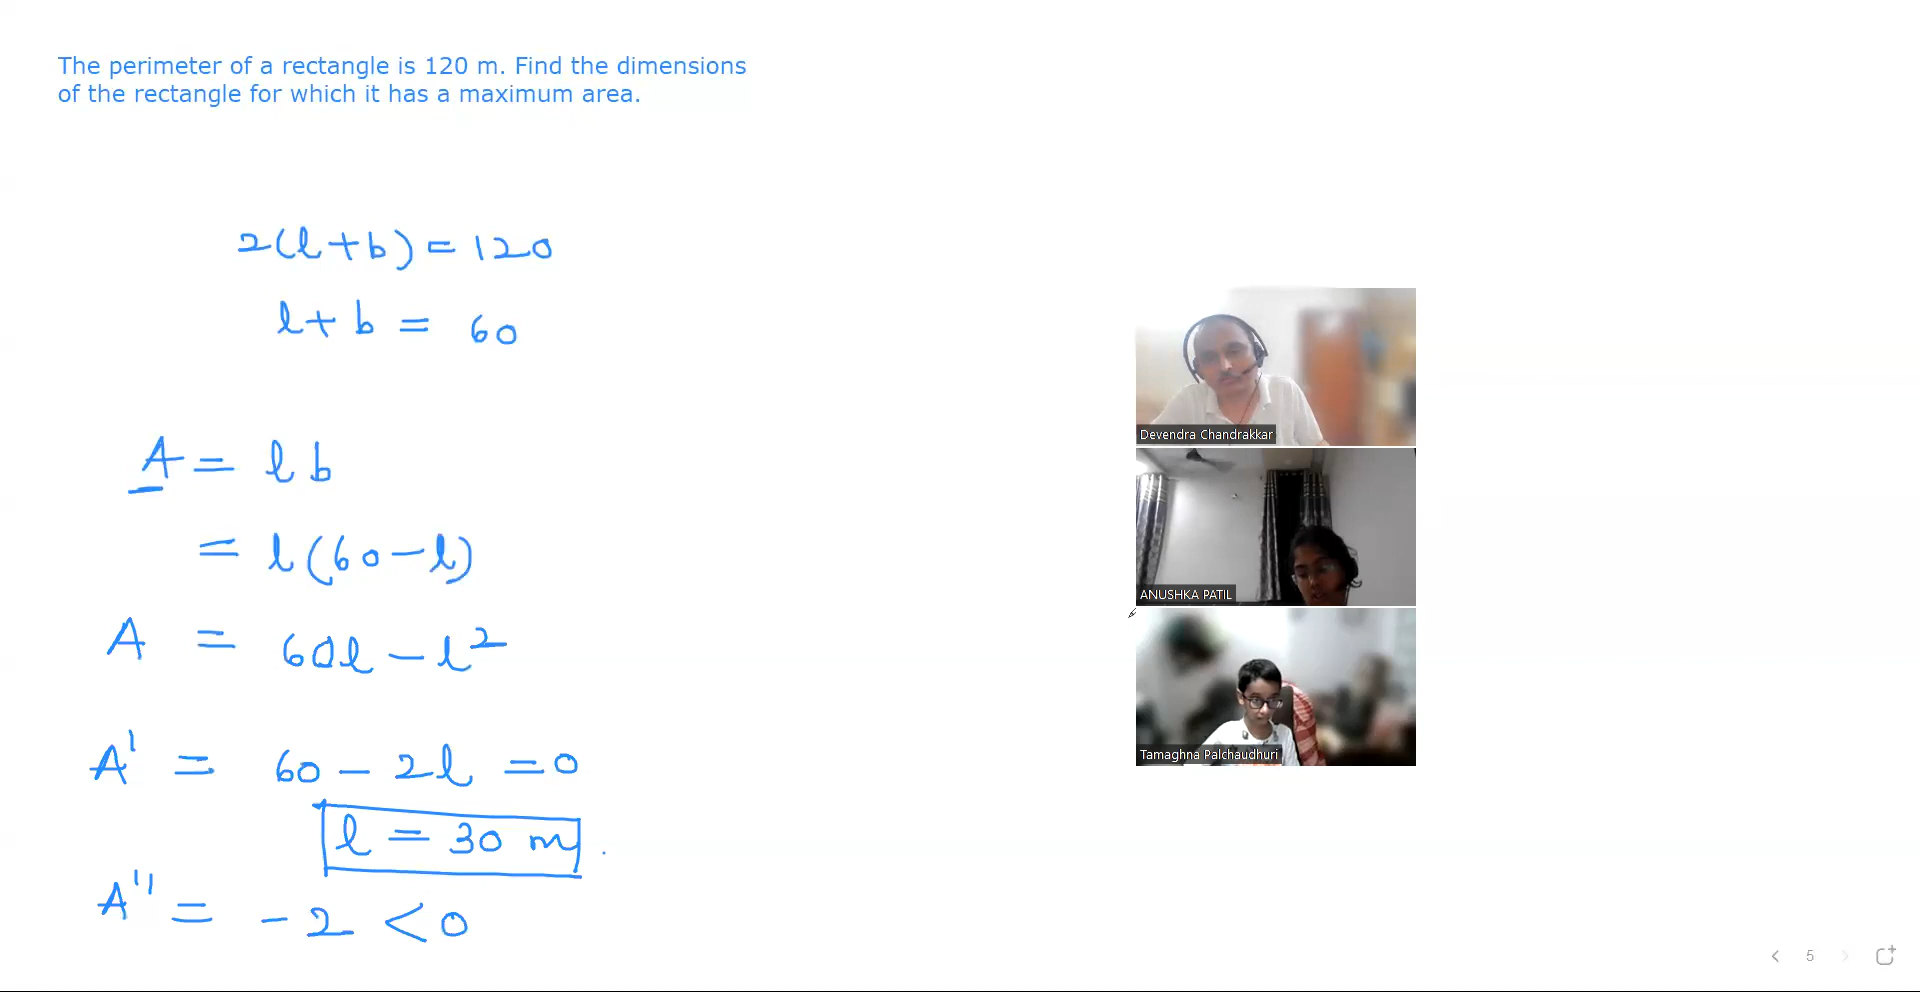 The perimeter of a rectangle is 120 m. Find the dimensions
of the rectangle for which it has a maximum area.
2(l+b) = 120
l + b = 60
A = l b
= l(60-l)
A = 60l - l²
A' = 60 - 2l = 0
l = 30 m
A'' = -2 < 0
Devendra Chandrakkar
ANUSHKA PATIL
Tamaghna Palchaudhuri
5